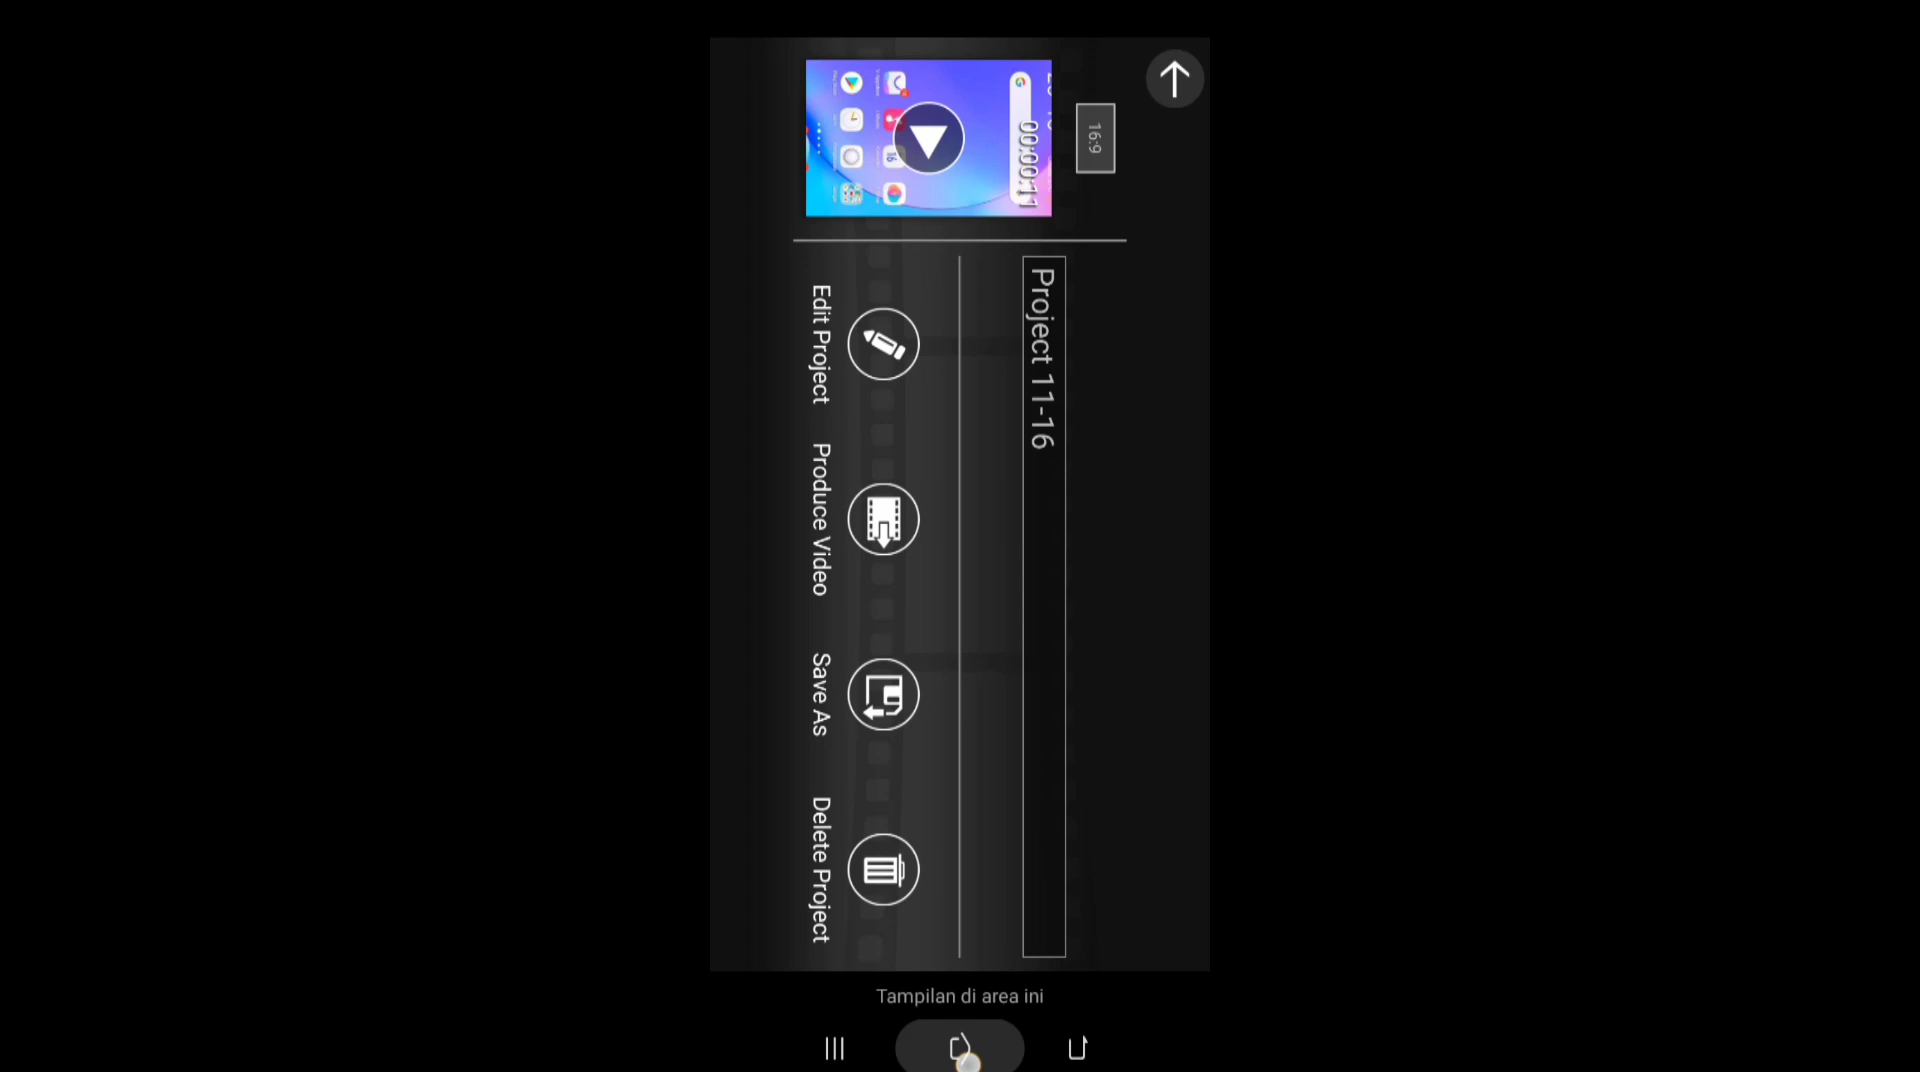 16:9
00:00:11
Project 11-16
Edit Project
Produce Video
Save As
Delete Project
Tampilan di area ini